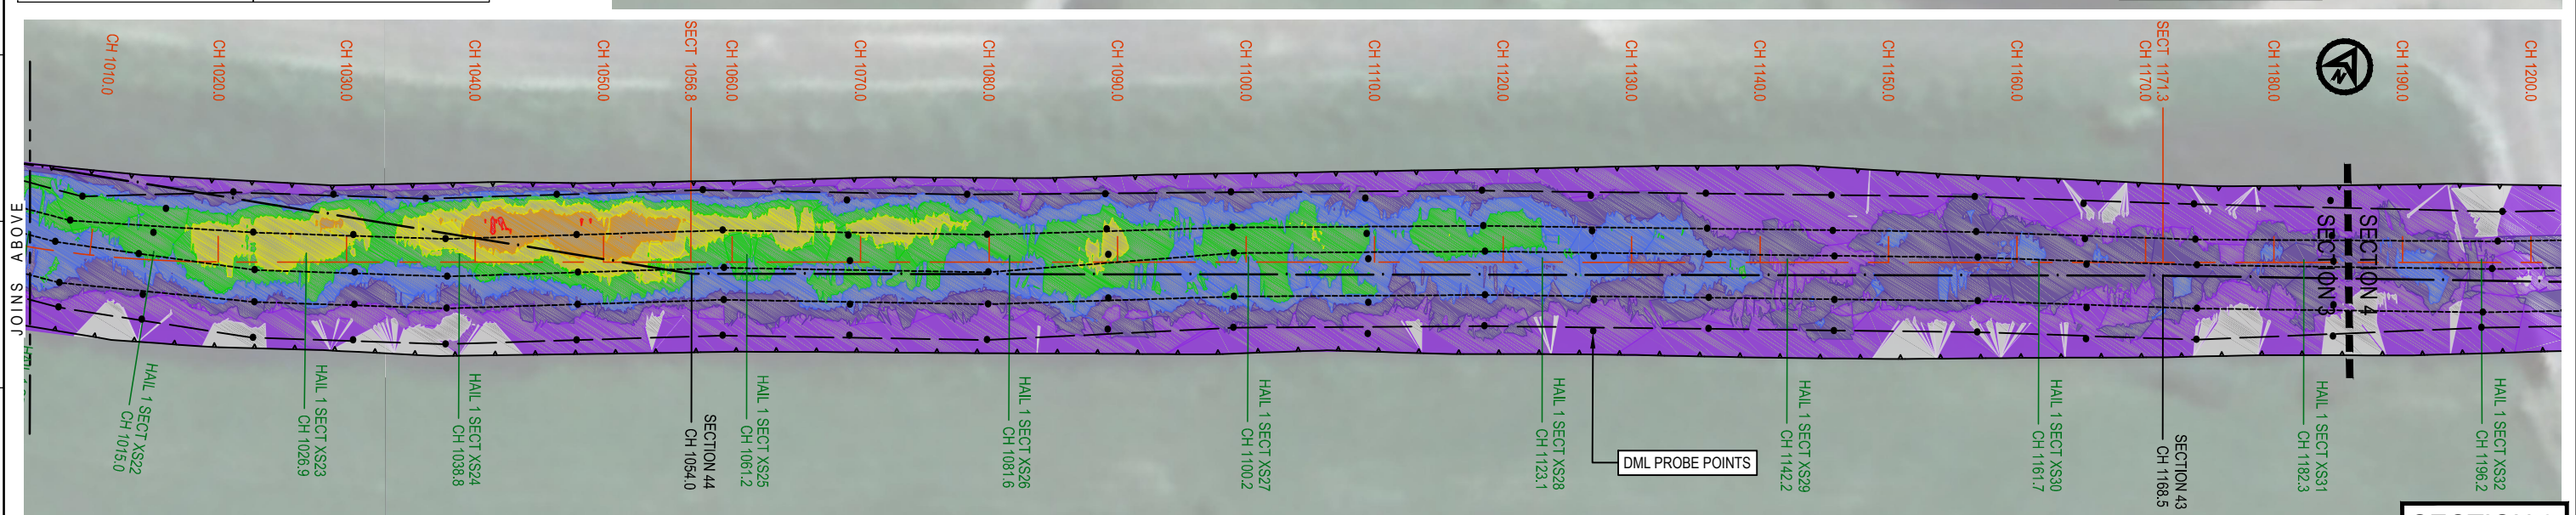 CH 1010.0
CH 1020.0
CH 1030.0
CH 1040.0
CH 1050.0
SECT 1056.8
CH 1060.0
CH 1070.0
CH 1080.0
CH 1090.0
CH 1100.0
CH 1110.0
CH 1120.0
CH 1130.0
CH 1140.0
CH 1150.0
CH 1160.0
CH 1170.0
SECT 1171.3
CH 1180.0
N
CH 1190.0
CH 1200.0
JOINS ABOVE
SECTION 3
SECTION 4
HAIL 1 SECT XS22
CH 1015.0
HAIL 1 SECT XS23
CH 1026.9
HAIL 1 SECT XS24
CH 1038.8
SECTION 44
CH 1054.0
HAIL 1 SECT XS25
CH 1061.2
HAIL 1 SECT XS26
CH 1081.6
HAIL 1 SECT XS27
CH 1100.2
HAIL 1 SECT XS28
CH 1123.1
DML PROBE POINTS
HAIL 1 SECT XS29
CH 1142.2
HAIL 1 SECT XS30
CH 1161.7
SECTION 43
CH 1168.5
HAIL 1 SECT XS31
CH 1182.3
HAIL 1 SECT XS32
CH 1196.2